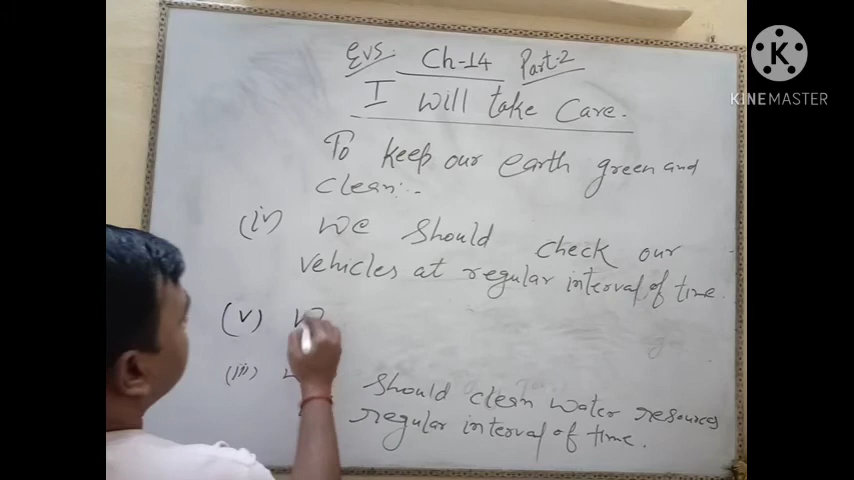 Evs. Ch-14 Part-2
I will take care.
To keep our earth green and
clean:-
(iv) We should check our
vehicles at regular interval of time.
(v) W
(iii) should clean water resources
regular interval of time.
KINEMASTER